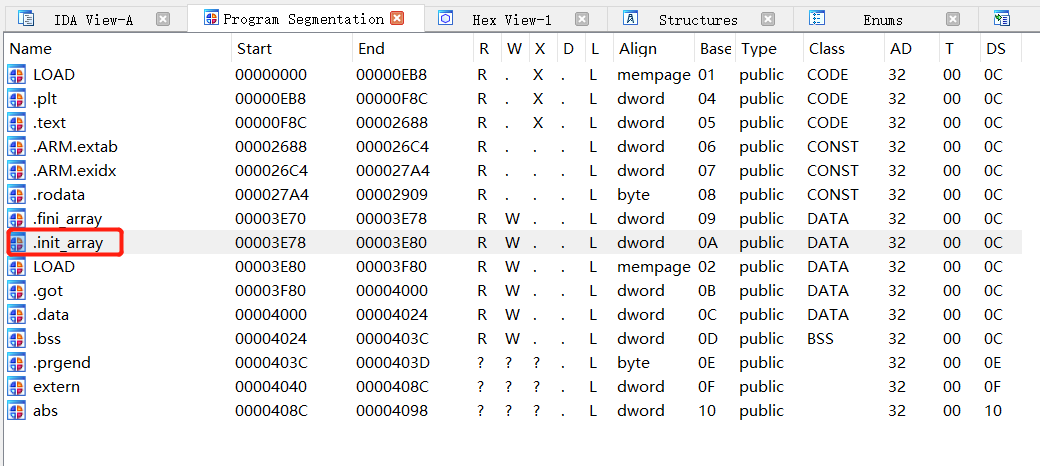 IDA View-A Program Segmentation Hex View-1 Structures Enums
Name Start End R W X D L Align Base Type Class AD T DS
LOAD 00000000 00000EB8 R . X . L mempage 01 public CODE 32 00 0C
.plt 00000EB8 00000F8C R . X . L dword 04 public CODE 32 00 0C
.text 00000F8C 00002688 R . X . L dword 05 public CODE 32 00 0C
.ARM.extab 00002688 000026C4 R . . . L dword 06 public CONST 32 00 0C
.ARM.exidx 000026C4 000027A4 R . . . L dword 07 public CONST 32 00 0C
.rodata 000027A4 00002909 R . . . L byte 08 public CONST 32 00 0C
.fini_array 00003E70 00003E78 R W . . L dword 09 public DATA 32 00 0C
.init_array 00003E78 00003E80 R W . . L dword 0A public DATA 32 00 0C
LOAD 00003E80 00003F80 R W . . L mempage 02 public DATA 32 00 0C
.got 00003F80 00004000 R W . . L dword 0B public DATA 32 00 0C
.data 00004000 00004024 R W . . L dword 0C public DATA 32 00 0C
.bss 00004024 0000403C R W . . L dword 0D public BSS 32 00 0C
.prgend 0000403C 0000403D ? ? ? . L byte 0E public 32 00 0E
extern 00004040 0000408C ? ? ? . L dword 0F public 32 00 0F
abs 0000408C 00004098 ? ? ? . L dword 10 public 32 00 10